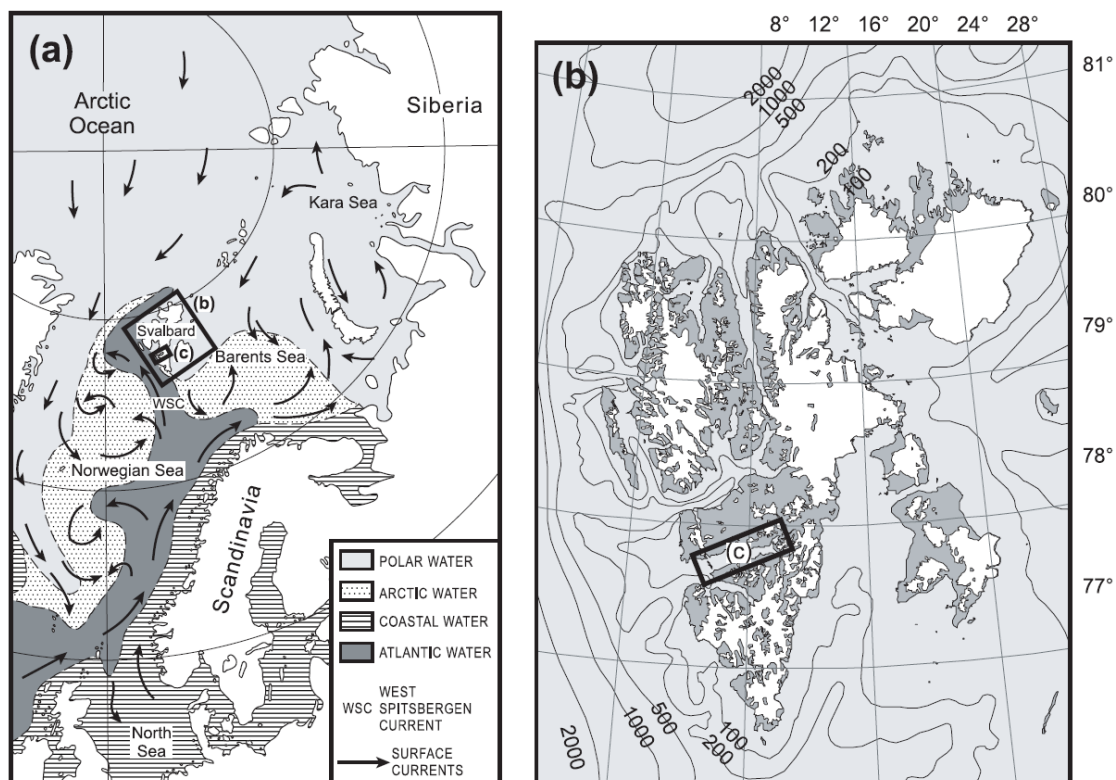 (a)
Arctic
Ocean
Siberia
Kara Sea
(b)
Svalbard
(c)
Barents Sea
WSC
Norwegian Sea
Scandinavia
North
Sea
POLAR WATER
ARCTIC WATER
COASTAL WATER
ATLANTIC WATER
WSC WEST
SPITSBERGEN
CURRENT
SURFACE
CURRENTS
8° 12° 16° 20° 24° 28°
(b)
81°
80°
79°
78°
77°
2000
1000
500
200
100
(C)
2000
1000
500
200
100